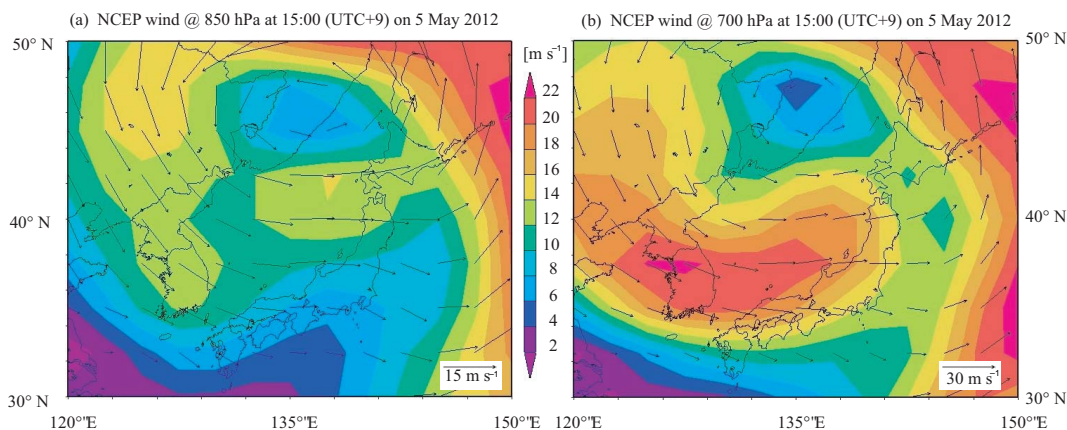 (a) NCEP wind @ 850 hPa at 15:00 (UTC+9) on 5 May 2012
(b) NCEP wind @ 700 hPa at 15:00 (UTC+9) on 5 May 2012
50° N
40° N
30° N
120°E
135°E
150°E
15 m s⁻¹
[m s⁻¹]
22
20
18
16
14
12
10
8
6
4
2
50° N
40° N
30° N
120°E
135°E
150°E
30 m s⁻¹